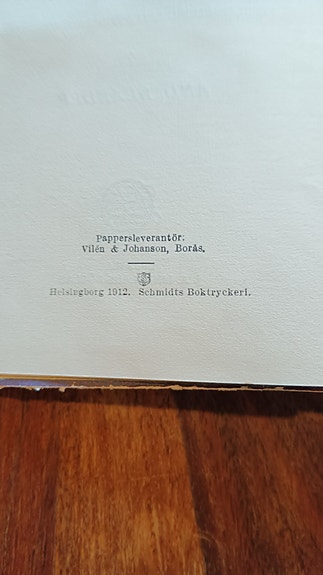 Pappersleverantör:
Vilén & Johanson, Borås.
Helsingborg 1912. Schmidts Boktryckeri.